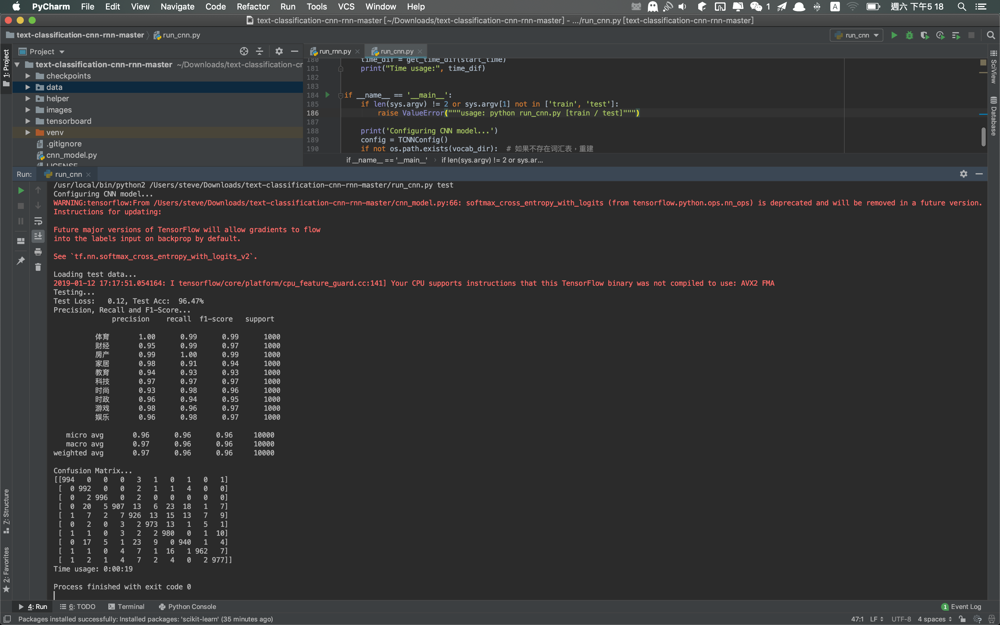 PyCharm File Edit View Navigate Code Refactor Run Tools VCS Window Help 1 A 週六 下午5 18
text-classification-cnn-rnn-master [~/Downloads/text-classification-cnn-rnn-master] - .../run_cnn.py [text-classification-cnn-rnn-master]
text-classification-cnn-rnn-master run_cnn.py run_cnn
Project
run_rnn.py run_cnn.py
1: Project
text-classification-cnn-rnn-master ~/Downloads/text-classification-cr
checkpoints
data
helper
images
tensorboard
venv
.gitignore
cnn_model.py
LICENSE
180 time_dif = get_time_dif(start_time)
181 print("Time usage:", time_dif)
182
183
184 if __name__ == '__main__':
185 if len(sys.argv) != 2 or sys.argv[1] not in ['train', 'test']:
186 raise ValueError("""usage: python run_cnn.py [train / test]""")
187
188 print('Configuring CNN model...')
189 config = TCNNConfig()
190 if not os.path.exists(vocab_dir): # 如果不存在词汇表，重建
if __name__ == '__main__' › if len(sys.argv) != 2 or sys.ar...
SciView
Database
Run: run_cnn
/usr/local/bin/python2 /Users/steve/Downloads/text-classification-cnn-rnn-master/run_cnn.py test
Configuring CNN model...
WARNING:tensorflow:From /Users/steve/Downloads/text-classification-cnn-rnn-master/cnn_model.py:66: softmax_cross_entropy_with_logits (from tensorflow.python.ops.nn_ops) is deprecated and will be removed in a future version.
Instructions for updating:
Future major versions of TensorFlow will allow gradients to flow
into the labels input on backprop by default.
See `tf.nn.softmax_cross_entropy_with_logits_v2`.
Loading test data...
2019-01-12 17:17:51.054164: I tensorflow/core/platform/cpu_feature_guard.cc:141] Your CPU supports instructions that this TensorFlow binary was not compiled to use: AVX2 FMA
Testing...
Test Loss: 0.12, Test Acc: 96.47%
Precision, Recall and F1-Score...
precision recall f1-score support
体育 1.00 0.99 0.99 1000
财经 0.95 0.99 0.97 1000
房产 0.99 1.00 0.99 1000
家居 0.98 0.91 0.94 1000
教育 0.94 0.93 0.93 1000
科技 0.97 0.97 0.97 1000
时尚 0.93 0.98 0.96 1000
时政 0.96 0.94 0.95 1000
游戏 0.98 0.96 0.97 1000
娱乐 0.96 0.98 0.97 1000
micro avg 0.96 0.96 0.96 10000
macro avg 0.97 0.96 0.96 10000
weighted avg 0.97 0.96 0.96 10000
Confusion Matrix...
[[994 0 0 0 3 1 0 1 0 1]
[ 0 992 0 0 2 1 1 4 0 0]
[ 0 2 996 0 2 0 0 0 0 0]
[ 0 20 5 907 13 6 23 18 1 7]
[ 1 7 2 7 926 13 15 13 7 9]
[ 0 2 0 3 2 973 13 1 5 1]
[ 1 1 0 3 2 2 980 0 1 10]
[ 0 17 5 1 23 9 0 940 1 4]
[ 1 1 0 4 7 1 16 1 962 7]
[ 1 2 1 4 7 2 4 0 2 977]]
Time usage: 0:00:19
Process finished with exit code 0
7: Structure
2: Favorites
4: Run 6: TODO Terminal Python Console 1 Event Log
Packages installed successfully: Installed packages: 'scikit-learn' (35 minutes ago) 47:1 LF UTF-8 4 spaces